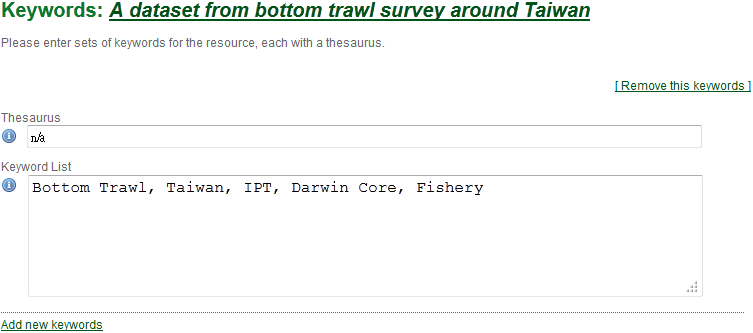 Keywords: A dataset from bottom trawl survey around Taiwan
Please enter sets of keywords for the resource, each with a thesaurus.
[ Remove this keywords ]
Thesaurus
n/a
Keyword List
Bottom Trawl, Taiwan, IPT, Darwin Core, Fishery
Add new keywords